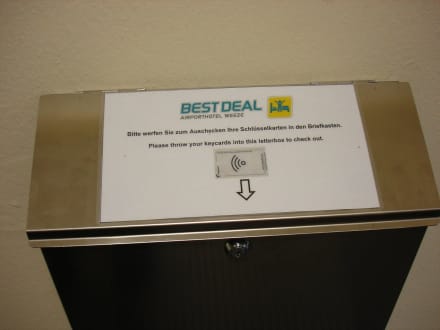 BEST DEAL
AIRPORTHOTEL WEEZE
Bitte werfen Sie zum Auschecken Ihre Schlüsselkarten in den Briefkasten.
Please throw your keycards into this letterbox to check out.